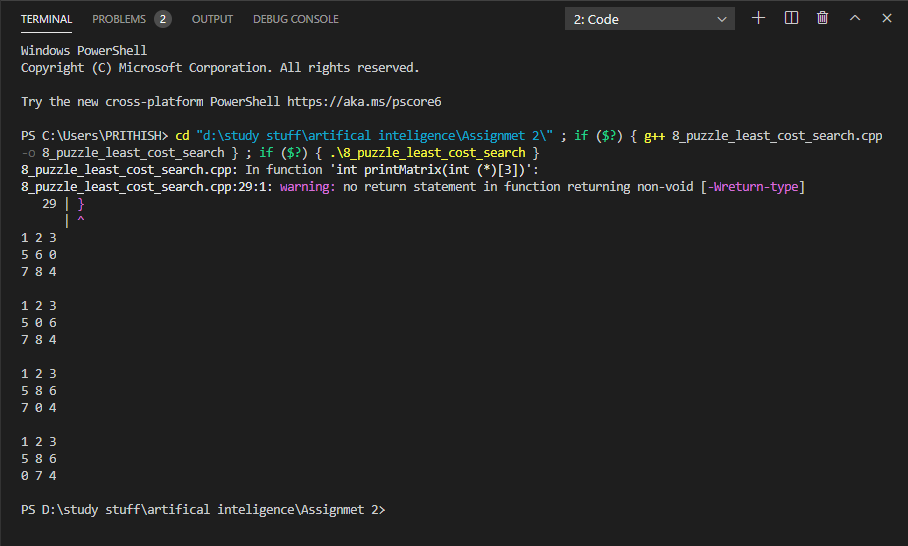 TERMINAL PROBLEMS 2 OUTPUT DEBUG CONSOLE 2: Code
Windows PowerShell
Copyright (C) Microsoft Corporation. All rights reserved.
Try the new cross-platform PowerShell https://aka.ms/pscore6
PS C:\Users\PRITHISH> cd "d:\study stuff\artifical inteligence\Assignmet 2\" ; if ($?) { g++ 8_puzzle_least_cost_search.cpp
-o 8_puzzle_least_cost_search } ; if ($?) { .\8_puzzle_least_cost_search }
8_puzzle_least_cost_search.cpp: In function 'int printMatrix(int (*)[3])':
8_puzzle_least_cost_search.cpp:29:1: warning: no return statement in function returning non-void [-Wreturn-type]
29 | }
| ^
1 2 3
5 6 0
7 8 4
1 2 3
5 0 6
7 8 4
1 2 3
5 8 6
7 0 4
1 2 3
5 8 6
0 7 4
PS D:\study stuff\artifical inteligence\Assignmet 2>